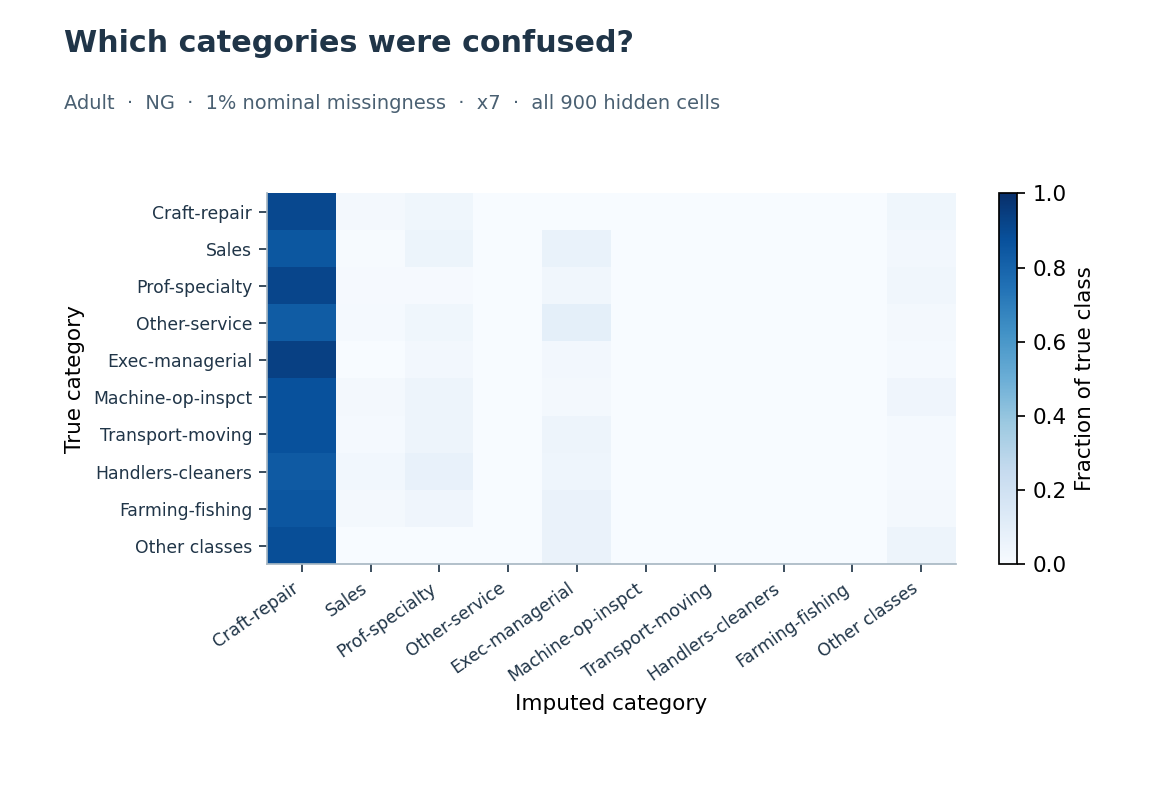 Which categories were confused?
Adult · NG · 1% nominal missingness · x7 · all 900 hidden cells
True category
Craft-repair
Sales
Prof-specialty
Other-service
Exec-managerial
Machine-op-inspct
Transport-moving
Handlers-cleaners
Farming-fishing
Other classes
Craft-repair
Sales
Prof-specialty
Other-service
Exec-managerial
Machine-op-inspct
Transport-moving
Handlers-cleaners
Farming-fishing
Other classes
Imputed category
1.0
0.8
0.6
0.4
0.2
0.0
Fraction of true class